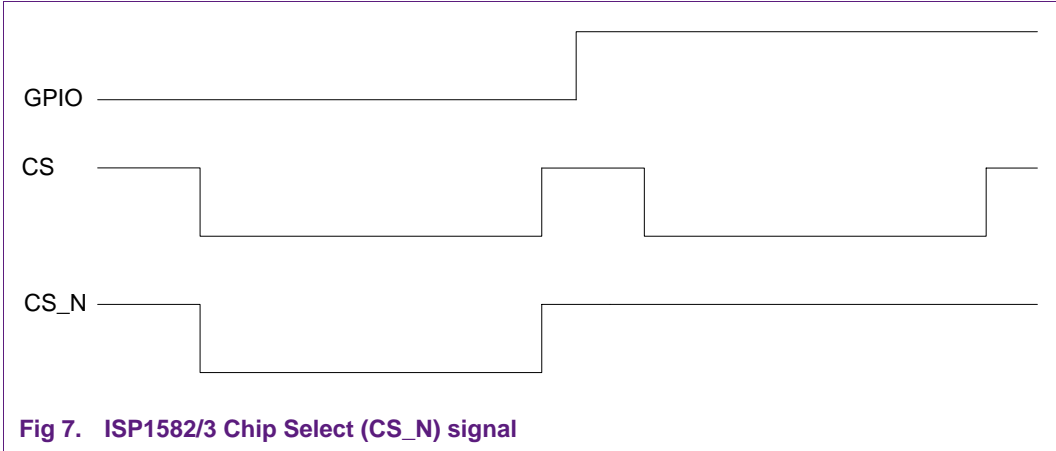 GPIO
CS
CS_N
Fig 7. ISP1582/3 Chip Select (CS_N) signal